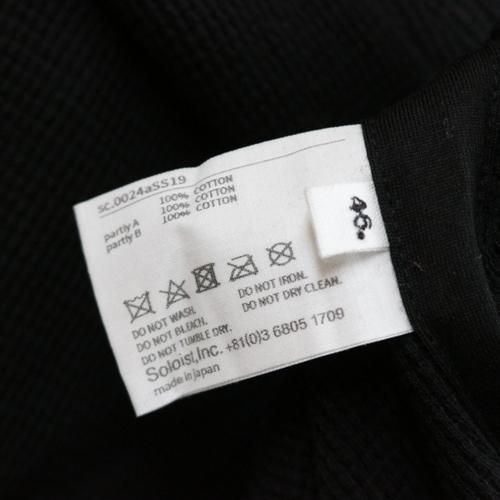 sc.0024aSS19
100% COTTON
partly A 100% COTTON
partly B 100% COTTON
46.
DO NOT WASH. DO NOT IRON.
DO NOT BLEACH. DO NOT DRY CLEAN.
DO NOT TUMBLE DRY.
Soloist,Inc. +81(0)3 6805 1709
made in japan